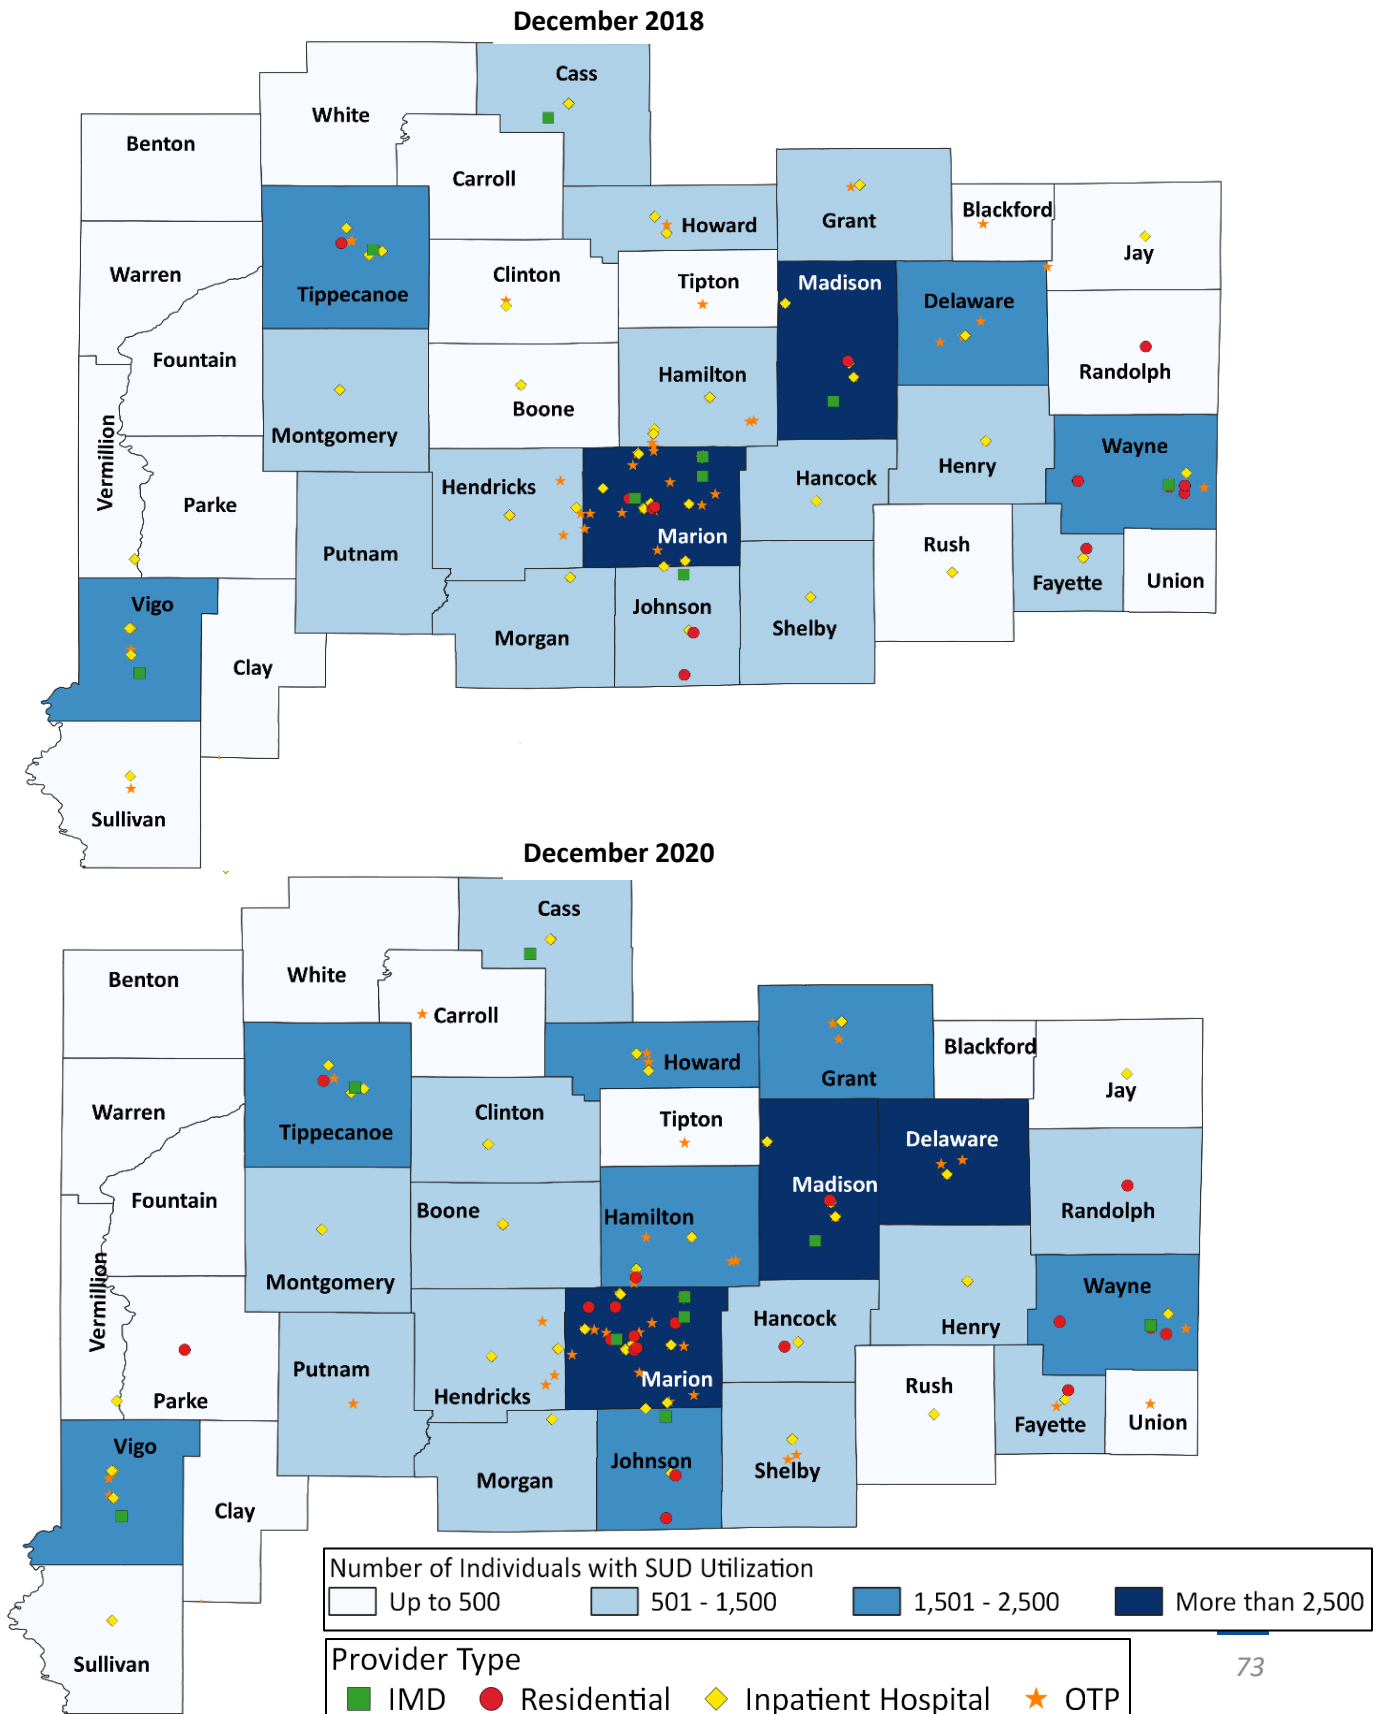 December 2018
Cass
White
Benton
Carroll
Grant
Blackford
Howard
Jay
Warren
Clinton
Tipton
Madison
Tippecanoe
Delaware
Fountain
Hamilton
Randolph
Boone
Montgomery
Vermillion
Wayne
Henry
Hancock
Hendricks
Parke
Marion
Putnam
Rush
Fayette
Union
Vigo
Johnson
Shelby
Morgan
Clay
Sullivan
December 2020
Cass
White
Benton
Carroll
Blackford
Howard
Grant
Jay
Warren
Clinton
Tipton
Tippecanoe
Delaware
Madison
Fountain
Boone
Hamilton
Randolph
Montgomery
Vermillion
Wayne
Hancock
Henry
Putnam
Marion
Rush
Parke
Hendricks
Fayette
Union
Vigo
Johnson
Shelby
Morgan
Clay
Sullivan
Number of Individuals with SUD Utilization
Up to 500 501 - 1,500 1,501 - 2,500 More than 2,500
Provider Type
IMD Residential Inpatient Hospital OTP
73